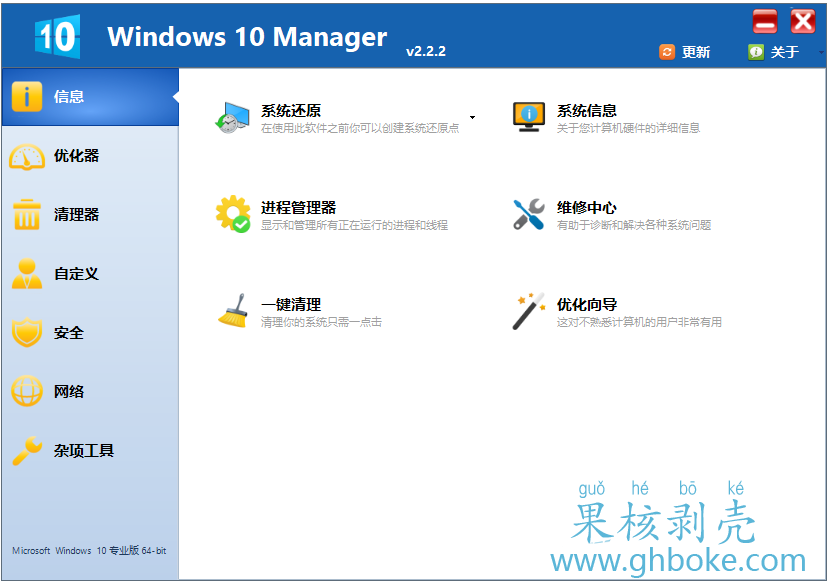 10 Windows 10 Manager v2.2.2
更新 关于
信息
优化器
清理器
自定义
安全
网络
杂项工具
Microsoft Windows 10 专业版 64-bit
系统还原
在使用此软件之前你可以创建系统还原点
系统信息
关于您计算机硬件的详细信息
进程管理器
显示和管理所有正在运行的进程和线程
维修中心
有助于诊断和解决各种系统问题
一键清理
清理你的系统只需一点击
优化向导
这对不熟悉计算机的用户非常有用
guǒ hé bō ké
果核剥壳
www.ghboke.com